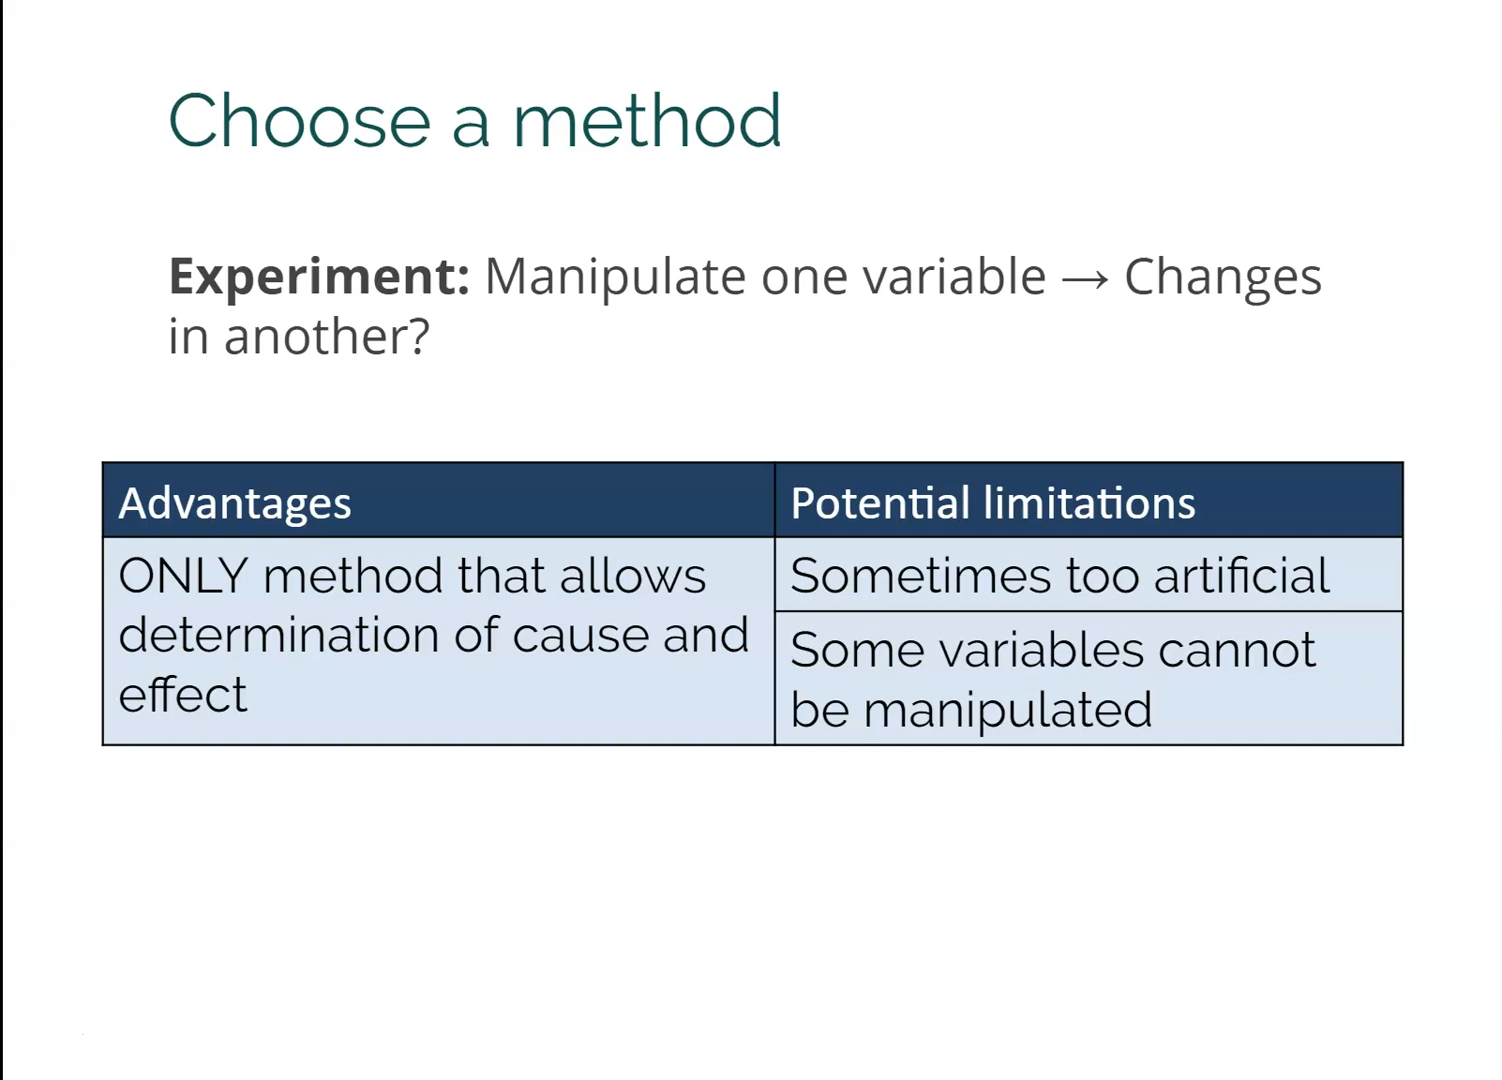 Choose a method
Experiment: Manipulate one variable → Changes
in another?
Advantages
Potential limitations
ONLY method that allows
determination of cause and
effect
Sometimes too artificial
Some variables cannot
be manipulated